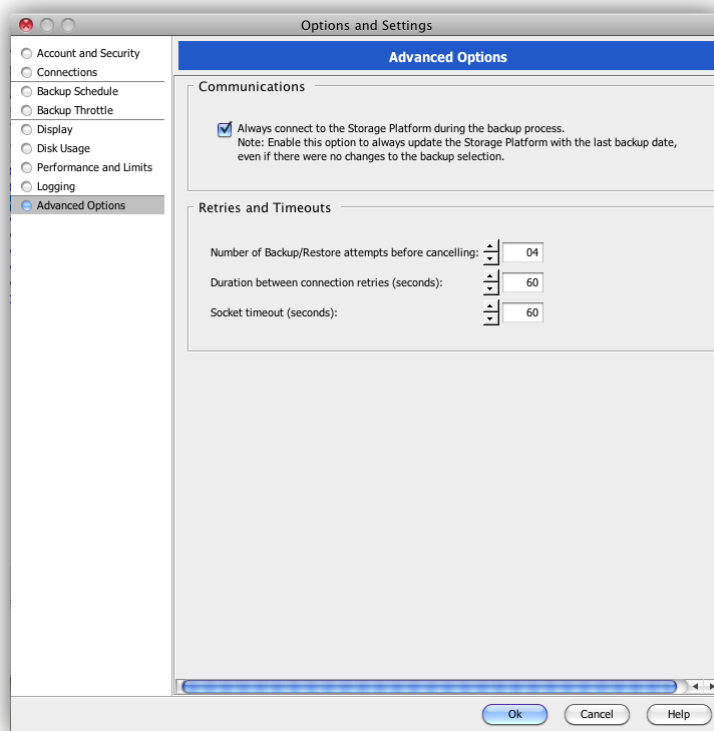 Options and Settings
Account and Security
Connections
Backup Schedule
Backup Throttle
Display
Disk Usage
Performance and Limits
Logging
Advanced Options
Advanced Options
Communications
Always connect to the Storage Platform during the backup process.
Note: Enable this option to always update the Storage Platform with the last backup date,
even if there were no changes to the backup selection.
Retries and Timeouts
Number of Backup/Restore attempts before cancelling: 04
Duration between connection retries (seconds): 60
Socket timeout (seconds): 60
Ok Cancel Help